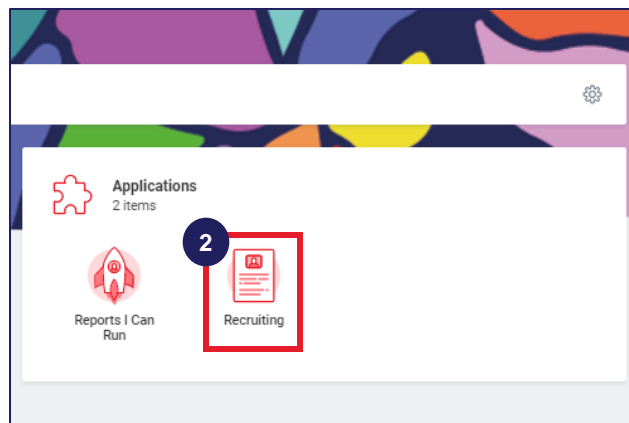 Applications
2 items
2
Reports I Can
Run
Recruiting